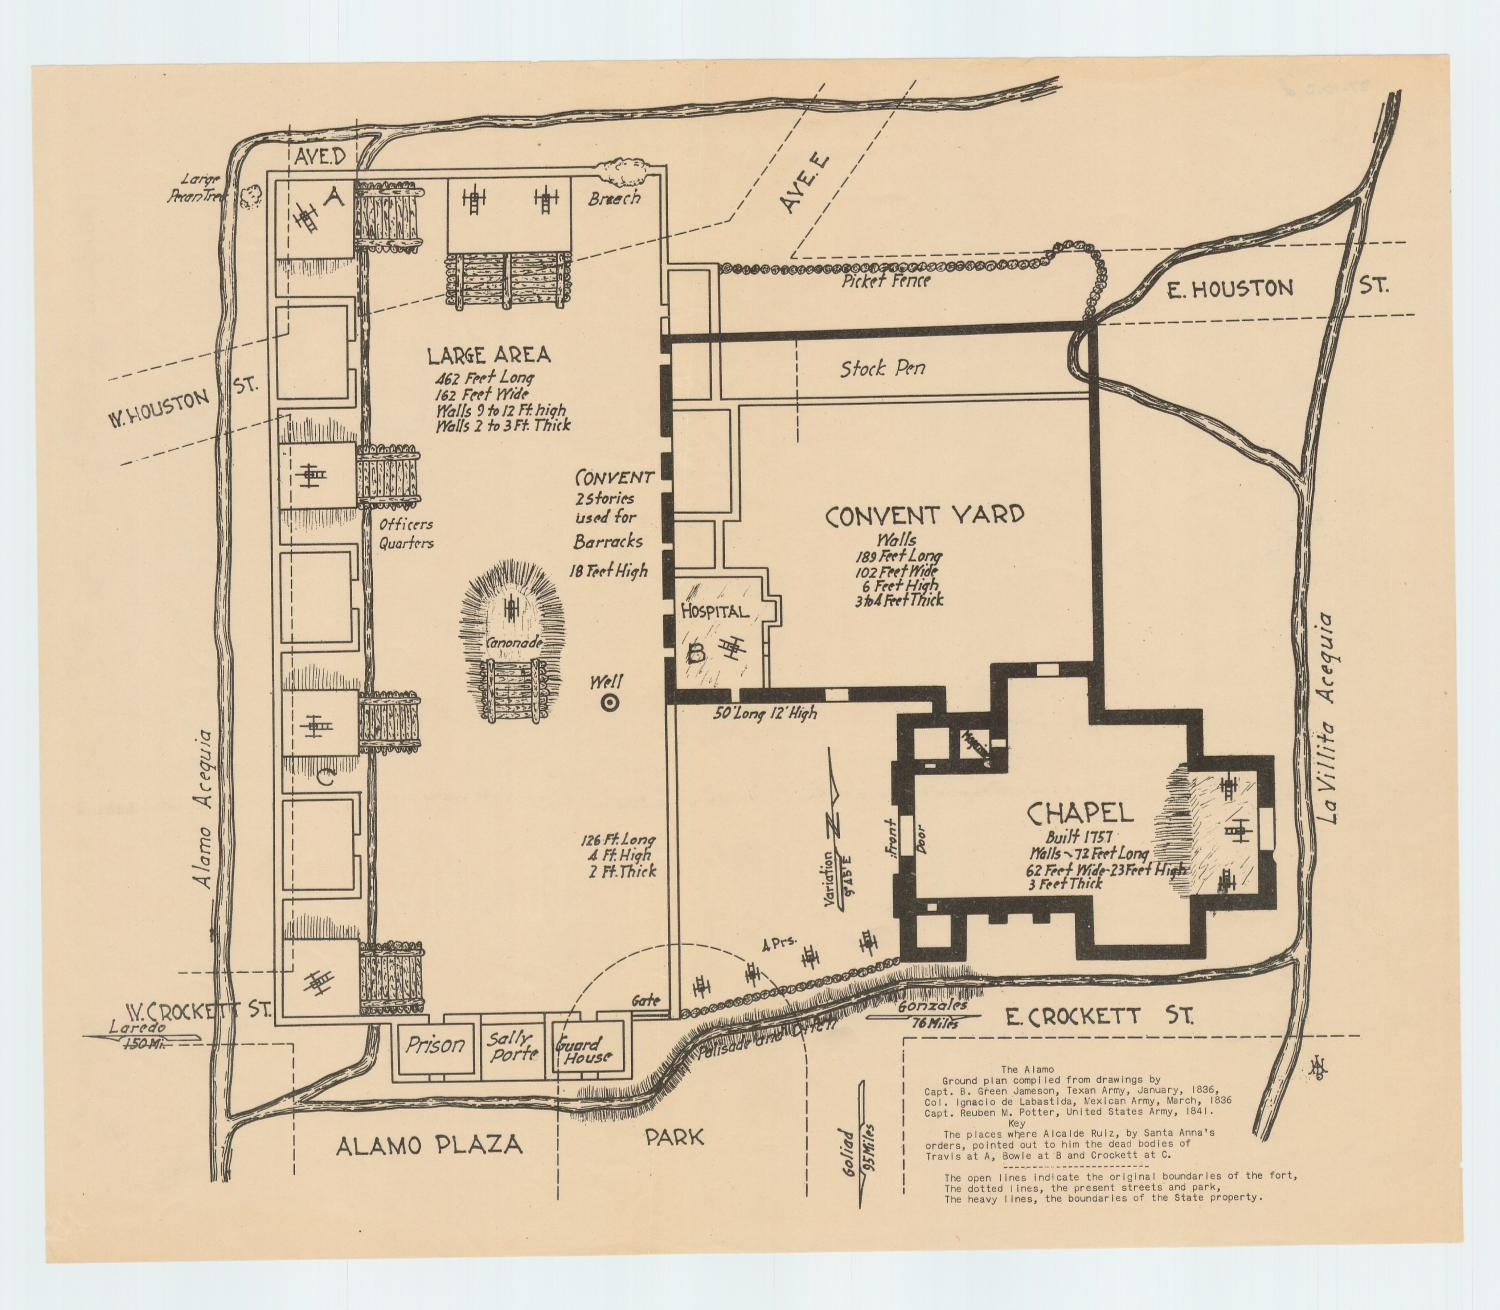 AVE.D
AVE. E
Large
Pecan Tree
A
Breach
Picket Fence
E. HOUSTON ST.
LARGE AREA
462 Feet Long
162 Feet Wide
Walls 9 to 12 Ft. high
Walls 2 to 3 Ft. Thick
Stock Pen
W. HOUSTON ST.
CONVENT
2 Stories
used for
Barracks
18 Feet High
Officers
Quarters
CONVENT YARD
Walls
189 Feet Long
102 Feet Wide
6 Feet High
3 to 4 Feet Thick
HOSPITAL
B
Canonade
Well
50' Long 12' High
La Villita Acequia
Alamo Acequia
C
Magazine
CHAPEL
Built 1757
Walls ~ 72 Feet Long
62 Feet Wide - 23 Feet High
3 Feet Thick
Front
Door
126 Ft. Long
4 Ft. High
2 Ft. Thick
Variation
9° 45' E
N
4 Prs.
Gate
W. CROCKETT ST.
Laredo
150 Mi.
Prison
Sally
Porte
Guard
House
Palisade and Ditch
Gonzales
76 Miles
E. CROCKETT ST.
ALAMO PLAZA
PARK
Goliad
95 Miles
The Alamo
Ground plan compiled from drawings by
Capt. B. Green Jameson, Texan Army, January, 1836,
Col. Ignacio de Labastida, Mexican Army, March, 1836
Capt. Reuben M. Potter, United States Army, 1841.
Key
The places where Alcalde Ruiz, by Santa Anna's
orders, pointed out to him the dead bodies of
Travis at A, Bowie at B and Crockett at C.
The open lines indicate the original boundaries of the fort,
The dotted lines, the present streets and park,
The heavy lines, the boundaries of the State property.